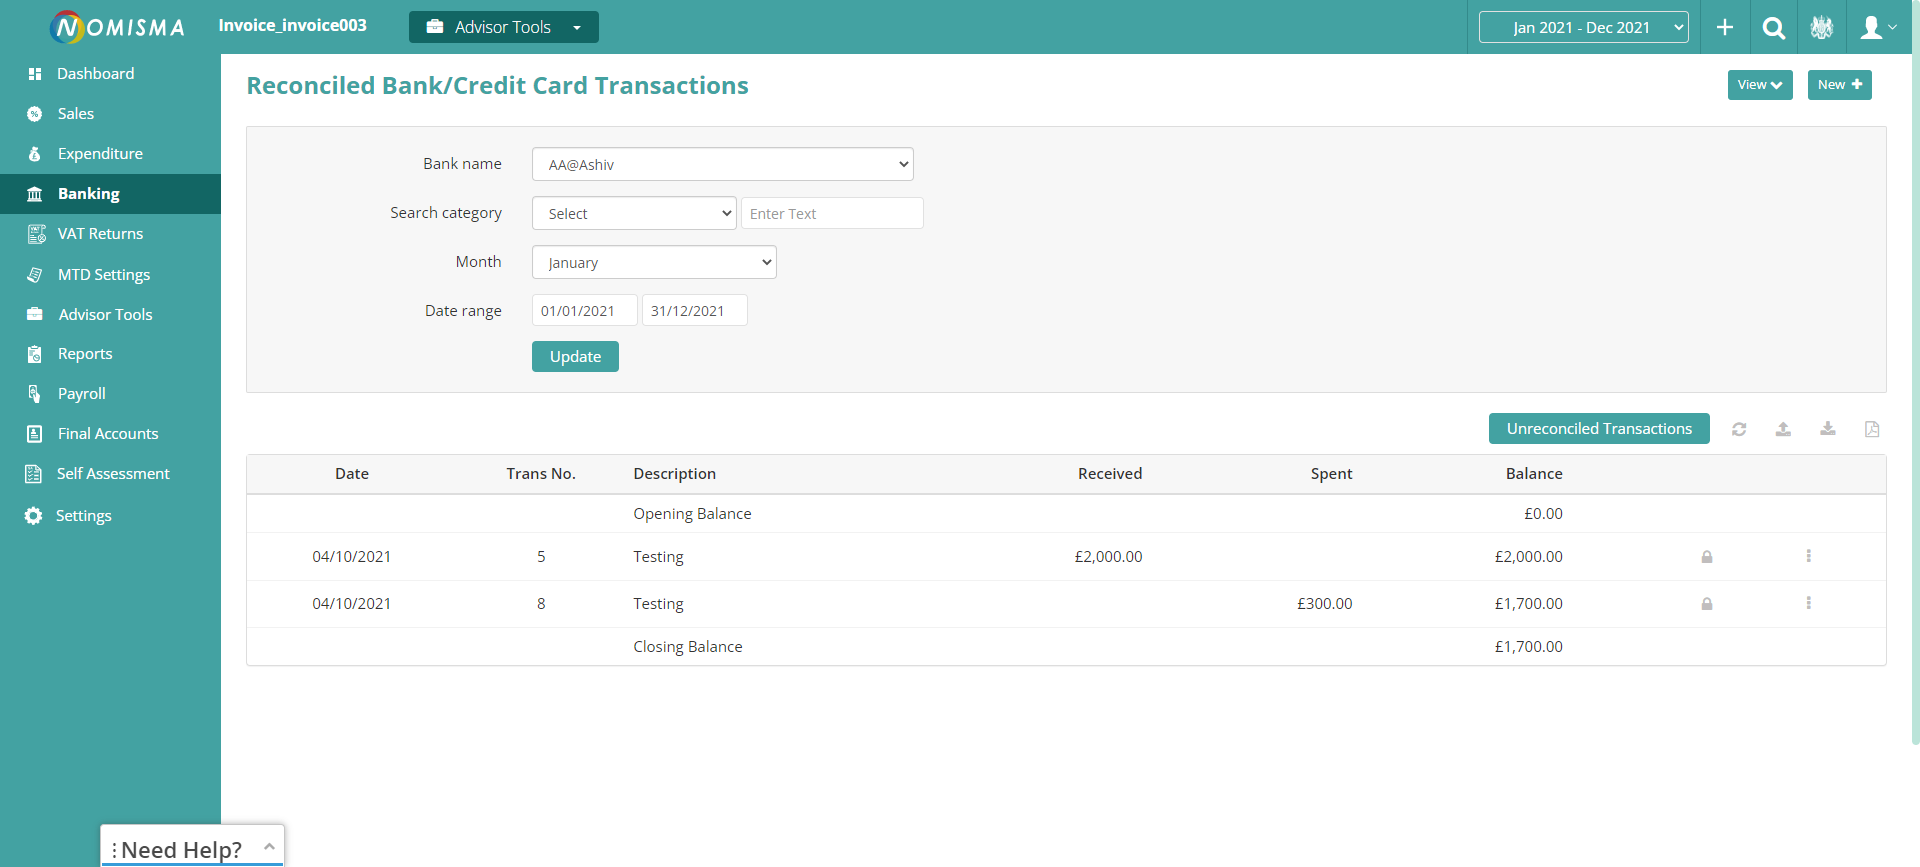 NOMISMA
Invoice_invoice003
Advisor Tools
Jan 2021 - Dec 2021
Dashboard
Sales
Expenditure
Banking
VAT Returns
MTD Settings
Advisor Tools
Reports
Payroll
Final Accounts
Self Assessment
Settings
Reconciled Bank/Credit Card Transactions
View
New
Bank name AA@Ashiv
Search category Select Enter Text
Month January
Date range 01/01/2021 31/12/2021
Update
Unreconciled Transactions
Date Trans No. Description Received Spent Balance
Opening Balance £0.00
04/10/2021 5 Testing £2,000.00 £2,000.00
04/10/2021 8 Testing £300.00 £1,700.00
Closing Balance £1,700.00
Need Help?